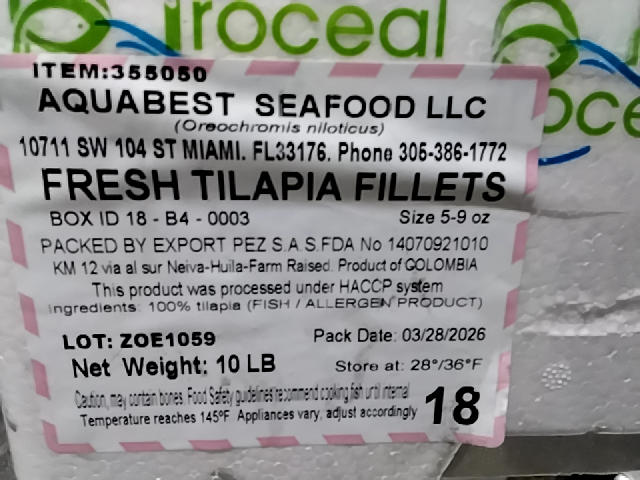 roceal
oce
ITEM:355050
AQUABEST SEAFOOD LLC
(Oreochromis niloticus)
10711 SW 104 ST MIAMI. FL33176. Phone 305-386-1772
FRESH TILAPIA FILLETS
BOX ID 18 - B4 - 0003 Size 5-9 oz
PACKED BY EXPORT PEZ S.A.S.FDA No 14070921010
KM 12 via al sur Neiva-Huila-Farm Raised. Product of COLOMBIA
This product was processed under HACCP system
Ingredients: 100% tilapia (FISH / ALLERGEN PRODUCT)
LOT: ZOE1059 Pack Date: 03/28/2026
Net Weight: 10 LB Store at: 28°/36°F
Caution, may contain bones. Food Safety guidelines recommend cooking fish until internal
Temperature reaches 145°F. Appliances vary, adjust accordingly 18